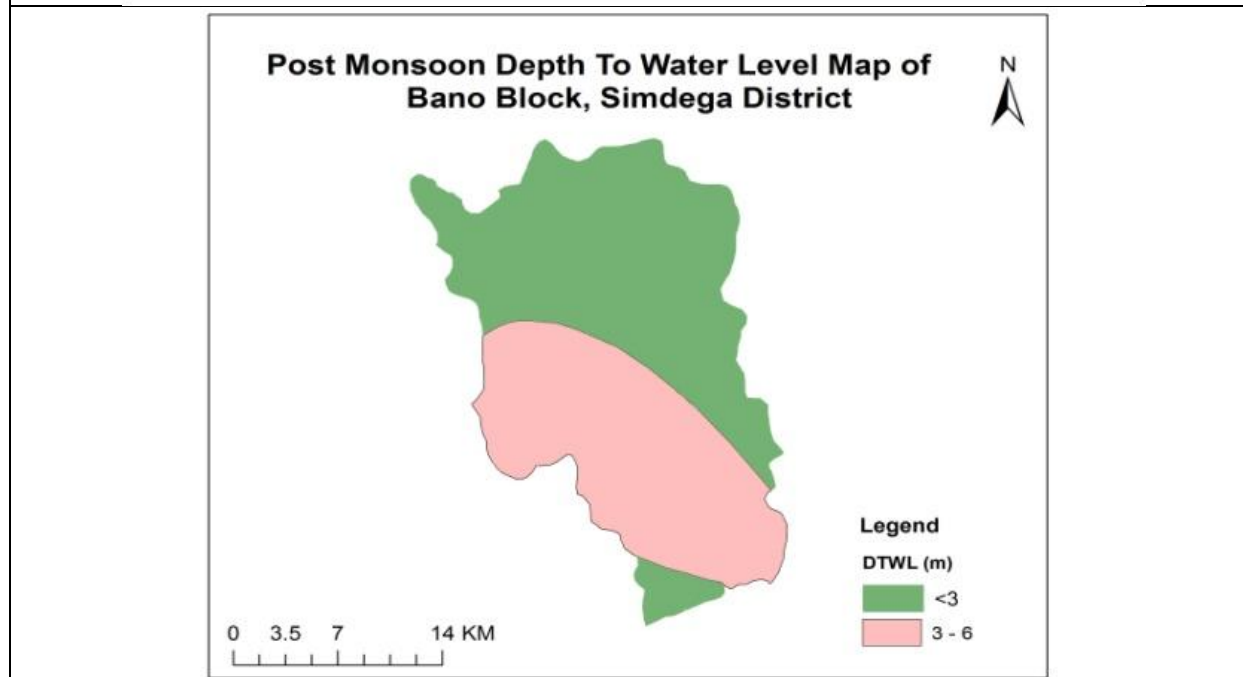 Post Monsoon Depth To Water Level Map of
Bano Block, Simdega District
N
Legend
DTWL (m)
<3
3 - 6
0 3.5 7 14 KM